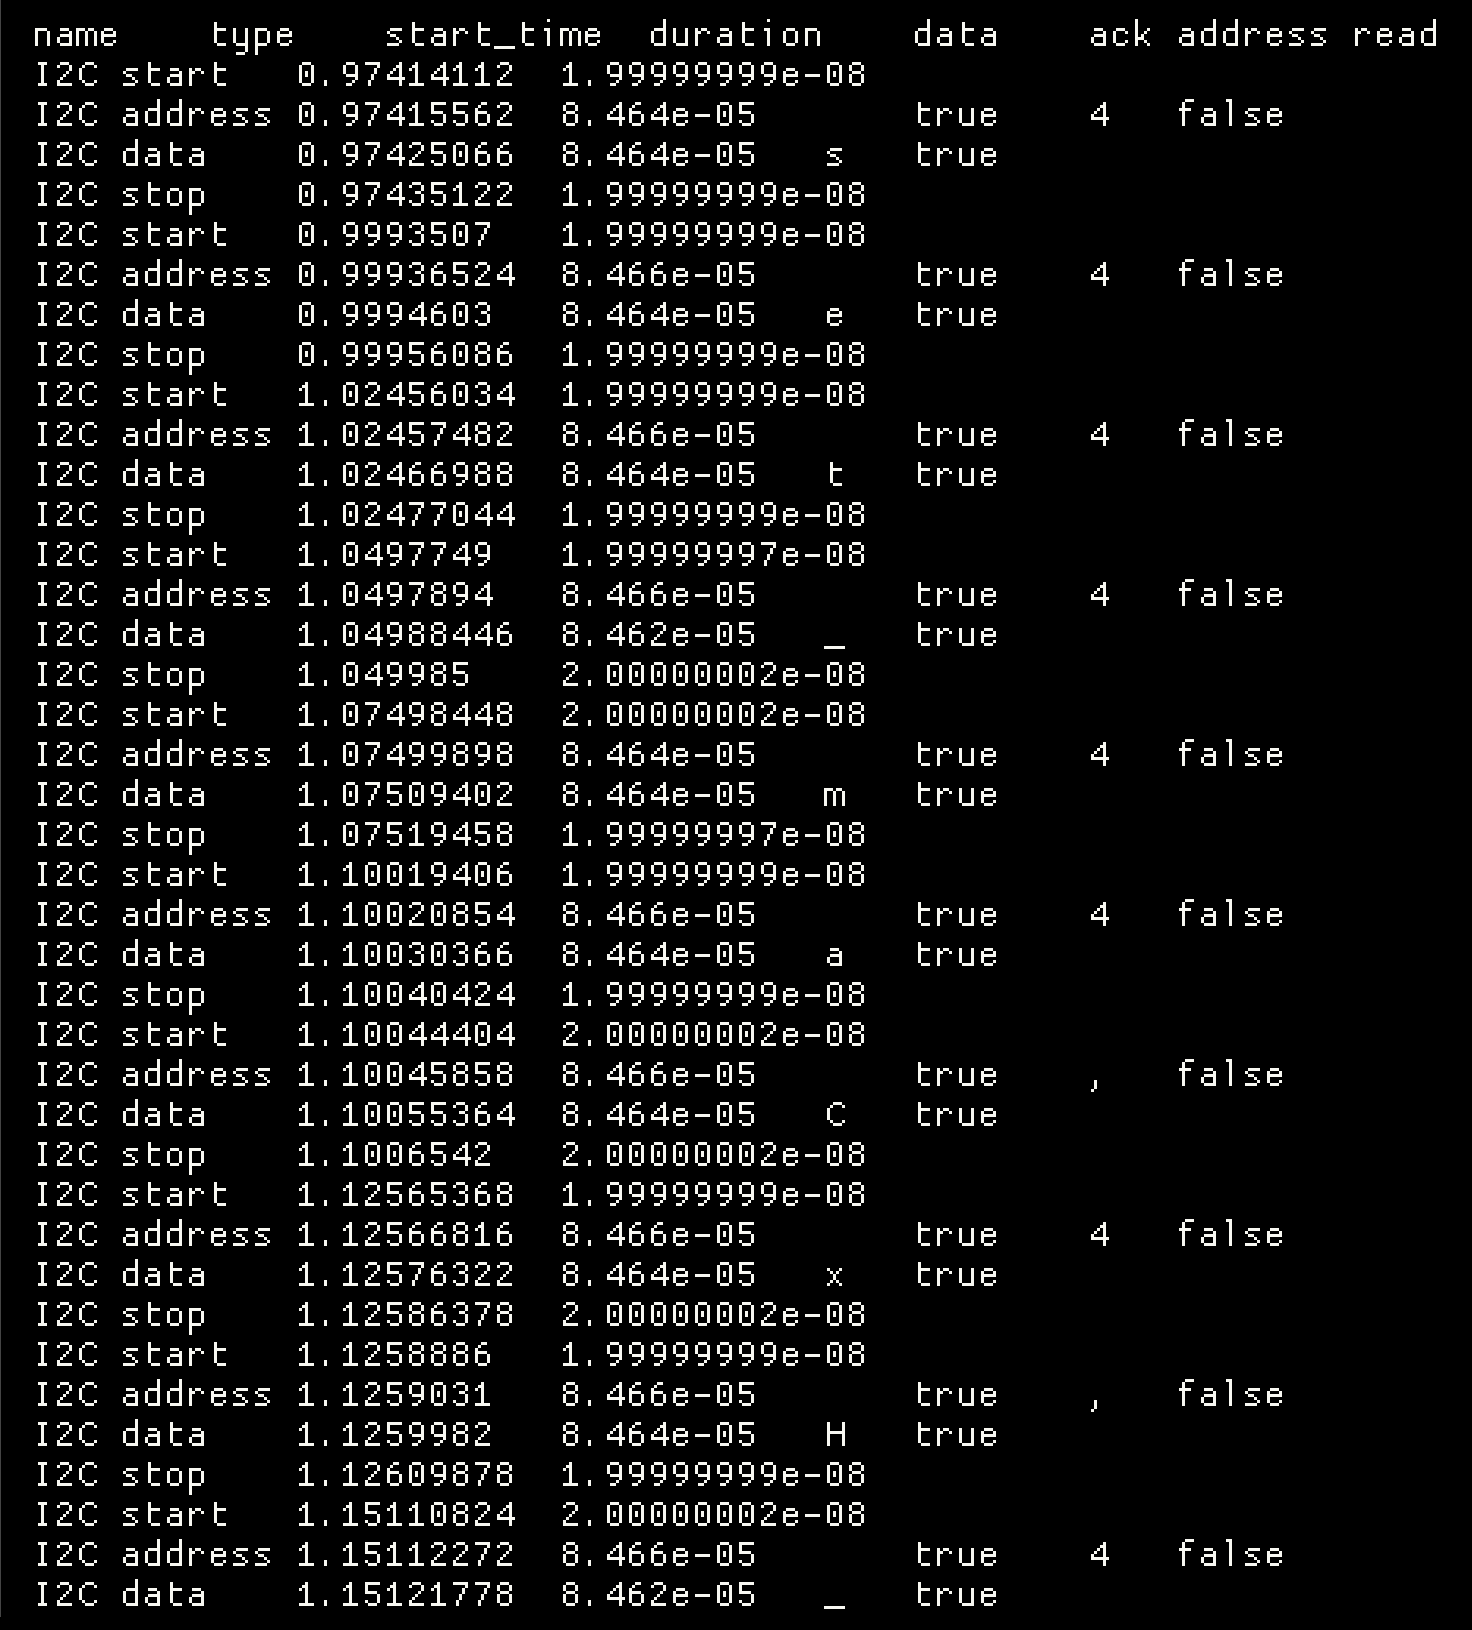 name type start_time duration data ack address read
I2C start 0.97414112 1.99999999e-08
I2C address 0.97415562 8.464e-05 true 4 false
I2C data 0.97425066 8.464e-05 s true
I2C stop 0.97435122 1.99999999e-08
I2C start 0.9993507 1.99999999e-08
I2C address 0.99936524 8.466e-05 true 4 false
I2C data 0.9994603 8.464e-05 e true
I2C stop 0.99956086 1.99999999e-08
I2C start 1.02456034 1.99999999e-08
I2C address 1.02457482 8.466e-05 true 4 false
I2C data 1.02466988 8.464e-05 t true
I2C stop 1.02477044 1.99999999e-08
I2C start 1.0497749 1.99999997e-08
I2C address 1.0497894 8.466e-05 true 4 false
I2C data 1.04988446 8.462e-05 _ true
I2C stop 1.049985 2.00000002e-08
I2C start 1.07498448 2.00000002e-08
I2C address 1.07499898 8.464e-05 true 4 false
I2C data 1.07509402 8.464e-05 m true
I2C stop 1.07519458 1.99999997e-08
I2C start 1.10019406 1.99999999e-08
I2C address 1.10020854 8.466e-05 true 4 false
I2C data 1.10030366 8.464e-05 a true
I2C stop 1.10040424 1.99999999e-08
I2C start 1.10044404 2.00000002e-08
I2C address 1.10045858 8.466e-05 true , false
I2C data 1.10055364 8.464e-05 C true
I2C stop 1.1006542 2.00000002e-08
I2C start 1.12565368 1.99999999e-08
I2C address 1.12566816 8.466e-05 true 4 false
I2C data 1.12576322 8.464e-05 x true
I2C stop 1.12586378 2.00000002e-08
I2C start 1.1258886 1.99999999e-08
I2C address 1.1259031 8.466e-05 true , false
I2C data 1.1259982 8.464e-05 H true
I2C stop 1.12609878 1.99999999e-08
I2C start 1.15110824 2.00000002e-08
I2C address 1.15112272 8.466e-05 true 4 false
I2C data 1.15121778 8.462e-05 _ true